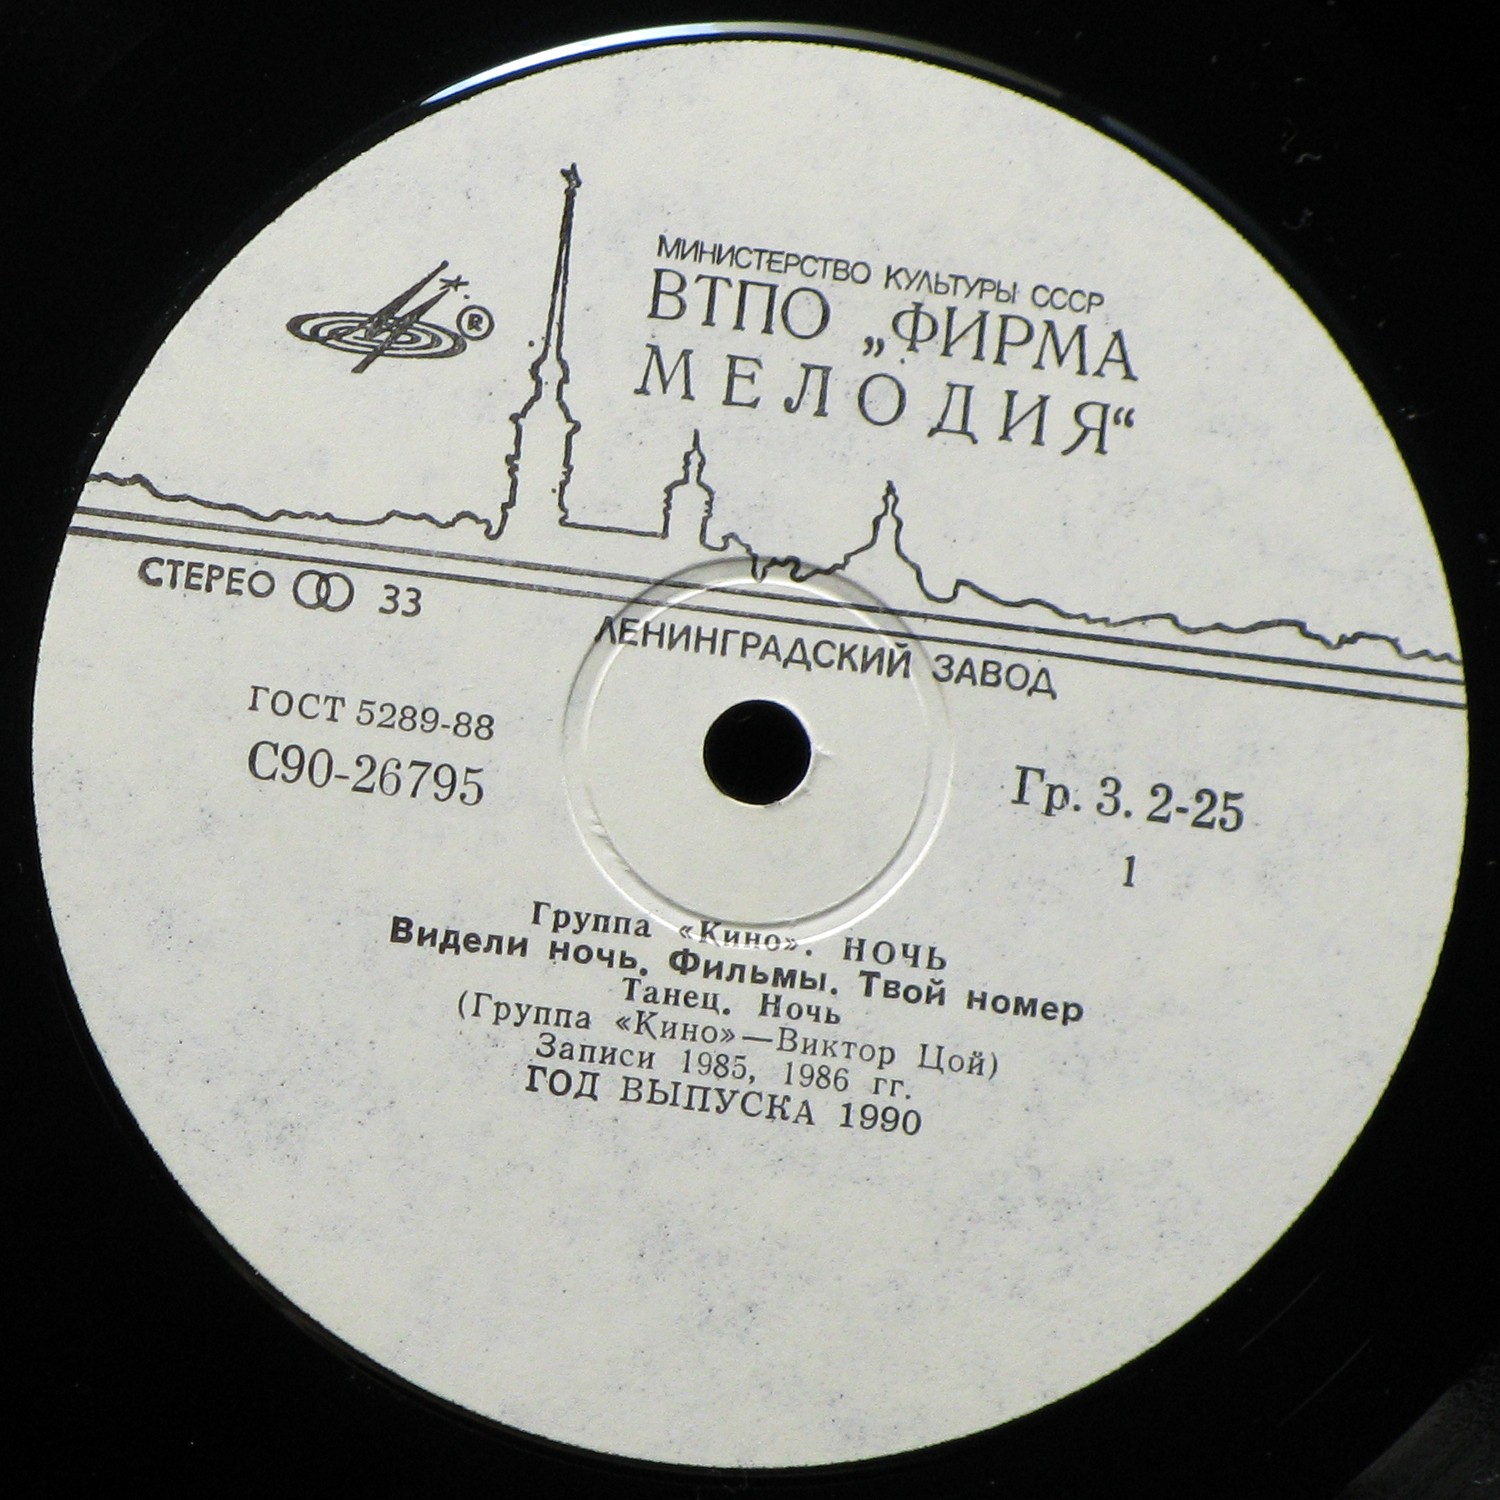 МИНИСТЕРСТВО КУЛЬТУРЫ СССР
ВТПО „ФИРМА
МЕЛОДИЯ“
®
СТЕРЕО 33
ЛЕНИНГРАДСКИЙ ЗАВОД
ГОСТ 5289-88
С90-26795
Гр. 3. 2-25
1
Группа «Кино». НОЧЬ
Видели ночь. Фильмы. Твой номер
Танец. Ночь
(Группа «Кино»—Виктор Цой)
Записи 1985, 1986 гг.
ГОД ВЫПУСКА 1990